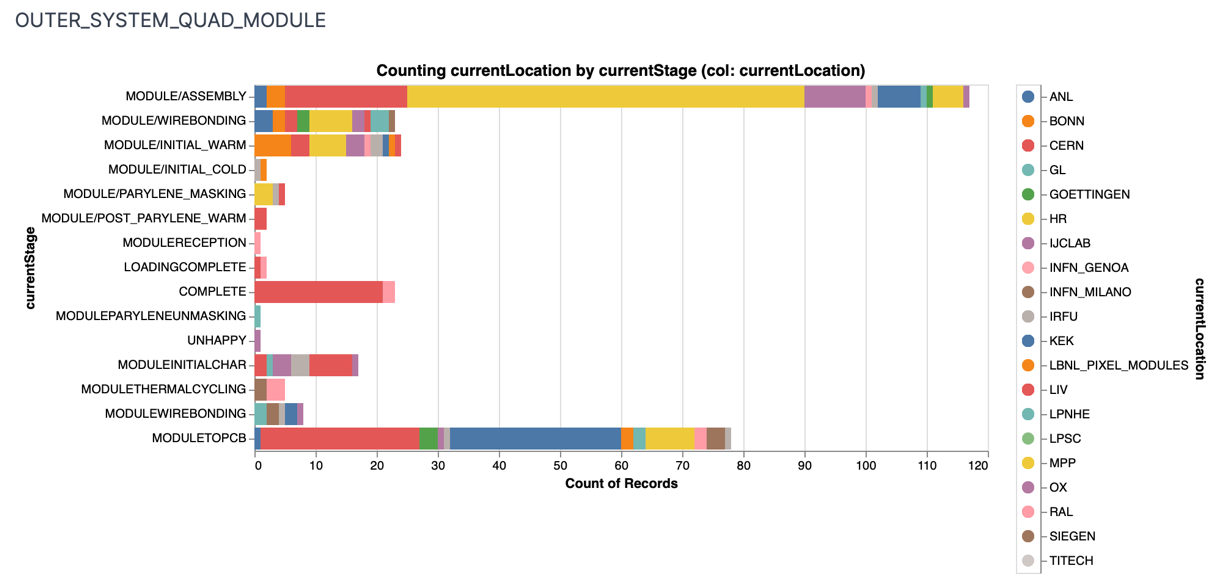 OUTER_SYSTEM_QUAD_MODULE
Counting currentLocation by currentStage (col: currentLocation)
currentStage
MODULE/ASSEMBLY
MODULE/WIREBONDING
MODULE/INITIAL_WARM
MODULE/INITIAL_COLD
MODULE/PARYLENE_MASKING
MODULE/POST_PARYLENE_WARM
MODULERECEPTION
LOADINGCOMPLETE
COMPLETE
MODULEPARYLENEUNMASKING
UNHAPPY
MODULEINITIALCHAR
MODULETHERMALCYCLING
MODULEWIREBONDING
MODULETOPCB
0 10 20 30 40 50 60 70 80 90 100 110 120
Count of Records
ANL
BONN
CERN
GL
GOETTINGEN
HR
IJCLAB
INFN_GENOA
INFN_MILANO
IRFU
KEK
LBNL_PIXEL_MODULES
LIV
LPNHE
LPSC
MPP
OX
RAL
SIEGEN
TITECH
currentLocation